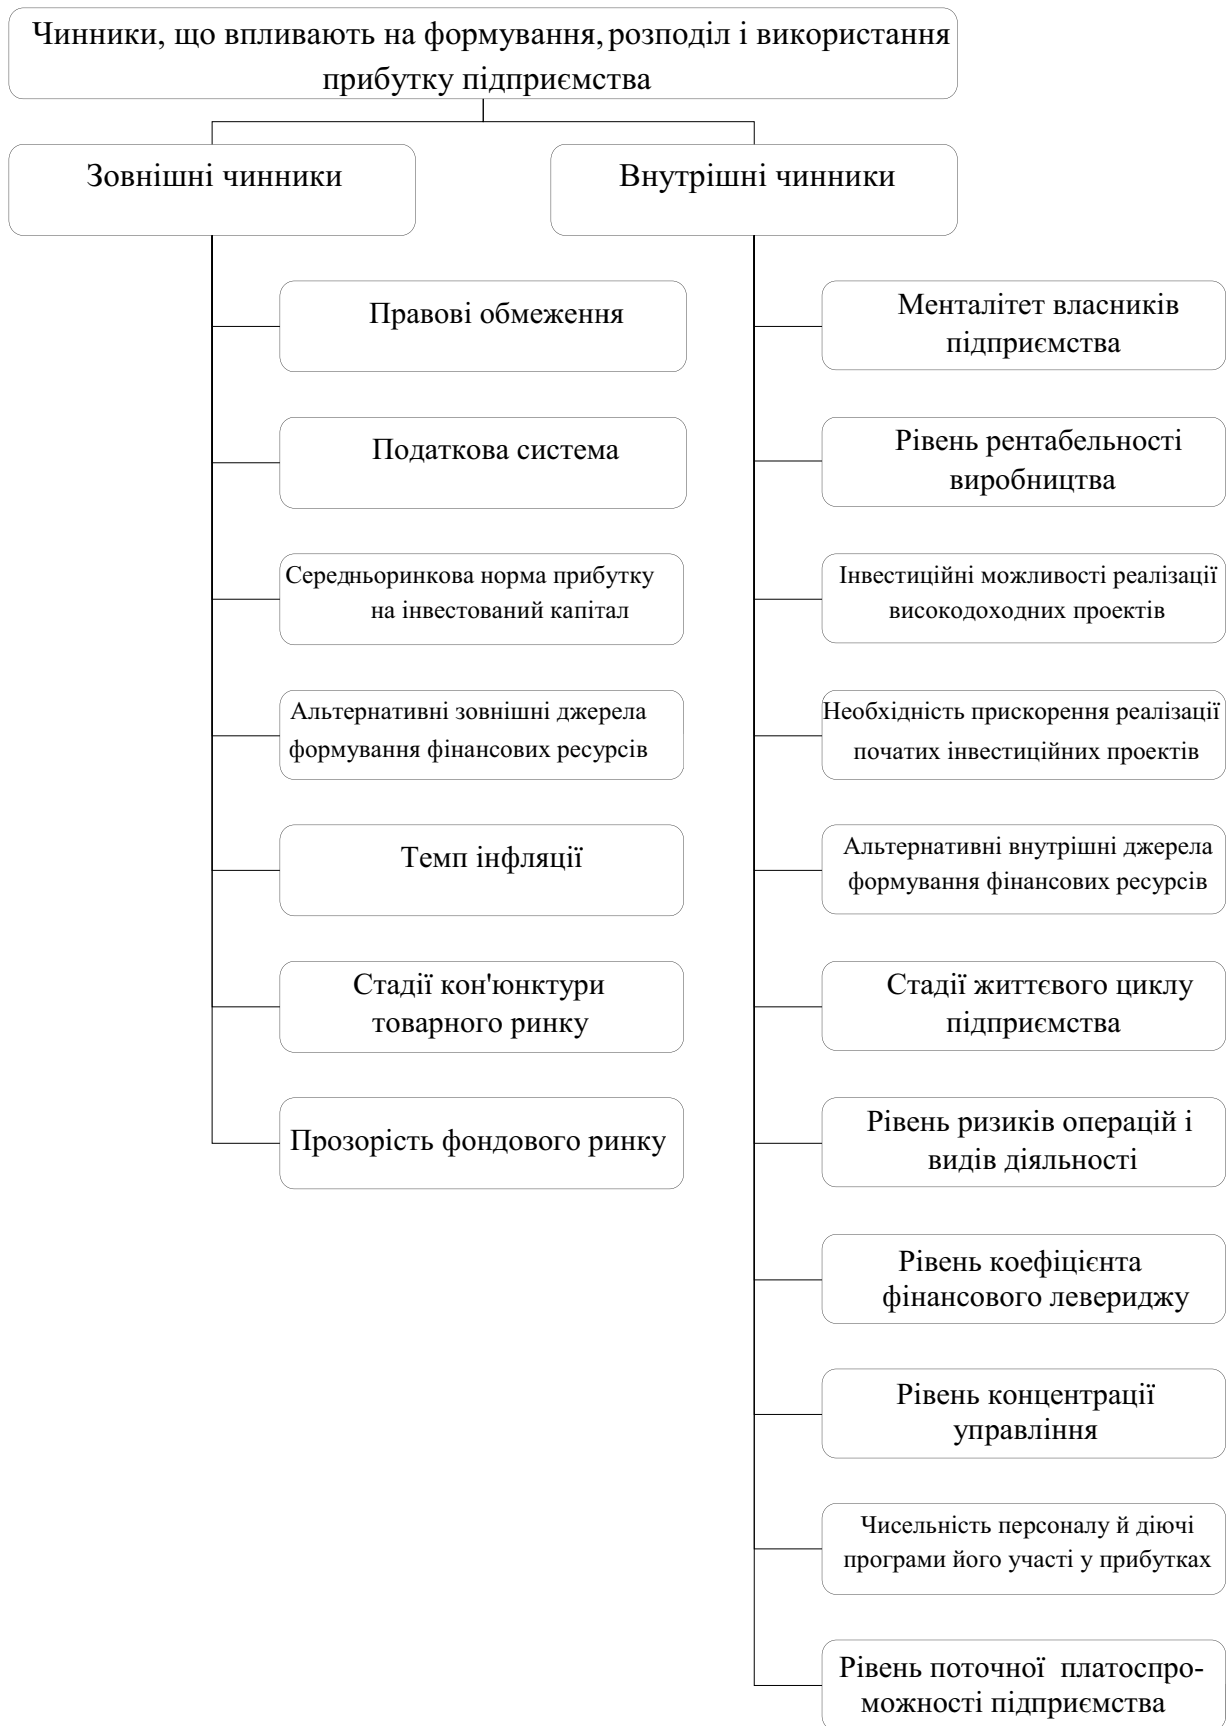 Чинники, що впливають на формування, розподіл і використання
прибутку підприємства
Зовнішні чинники
Внутрішні чинники
Правові обмеження
Податкова система
Середньоринкова норма прибутку
на інвестований капітал
Альтернативні зовнішні джерела
формування фінансових ресурсів
Темп інфляції
Стадії кон'юнктури
товарного ринку
Прозорість фондового ринку
Менталітет власників
підприємства
Рівень рентабельності
виробництва
Інвестиційні можливості реалізації
високодоходних проектів
Необхідність прискорення реалізації
початих інвестиційних проектів
Альтернативні внутрішні джерела
формування фінансових ресурсів
Стадії життєвого циклу
підприємства
Рівень ризиків операцій і
видів діяльності
Рівень коефіцієнта
фінансового левериджу
Рівень концентрації
управління
Чисельність персоналу й діючі
програми його участі у прибутках
Рівень поточної платоспро-
можності підприємства